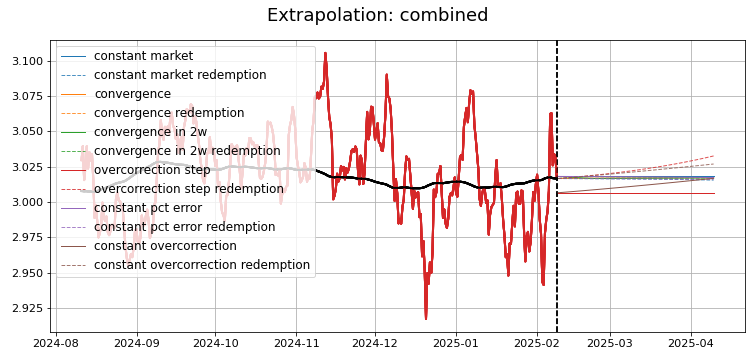 Extrapolation: combined
3.100
3.075
3.050
3.025
3.000
2.975
2.950
2.925
constant market
constant market redemption
convergence
convergence redemption
convergence in 2w
convergence in 2w redemption
overcorrection step
overcorrection step redemption
constant pct error
constant pct error redemption
constant overcorrection
constant overcorrection redemption
2024-08 2024-09 2024-10 2024-11 2024-12 2025-01 2025-02 2025-03 2025-04